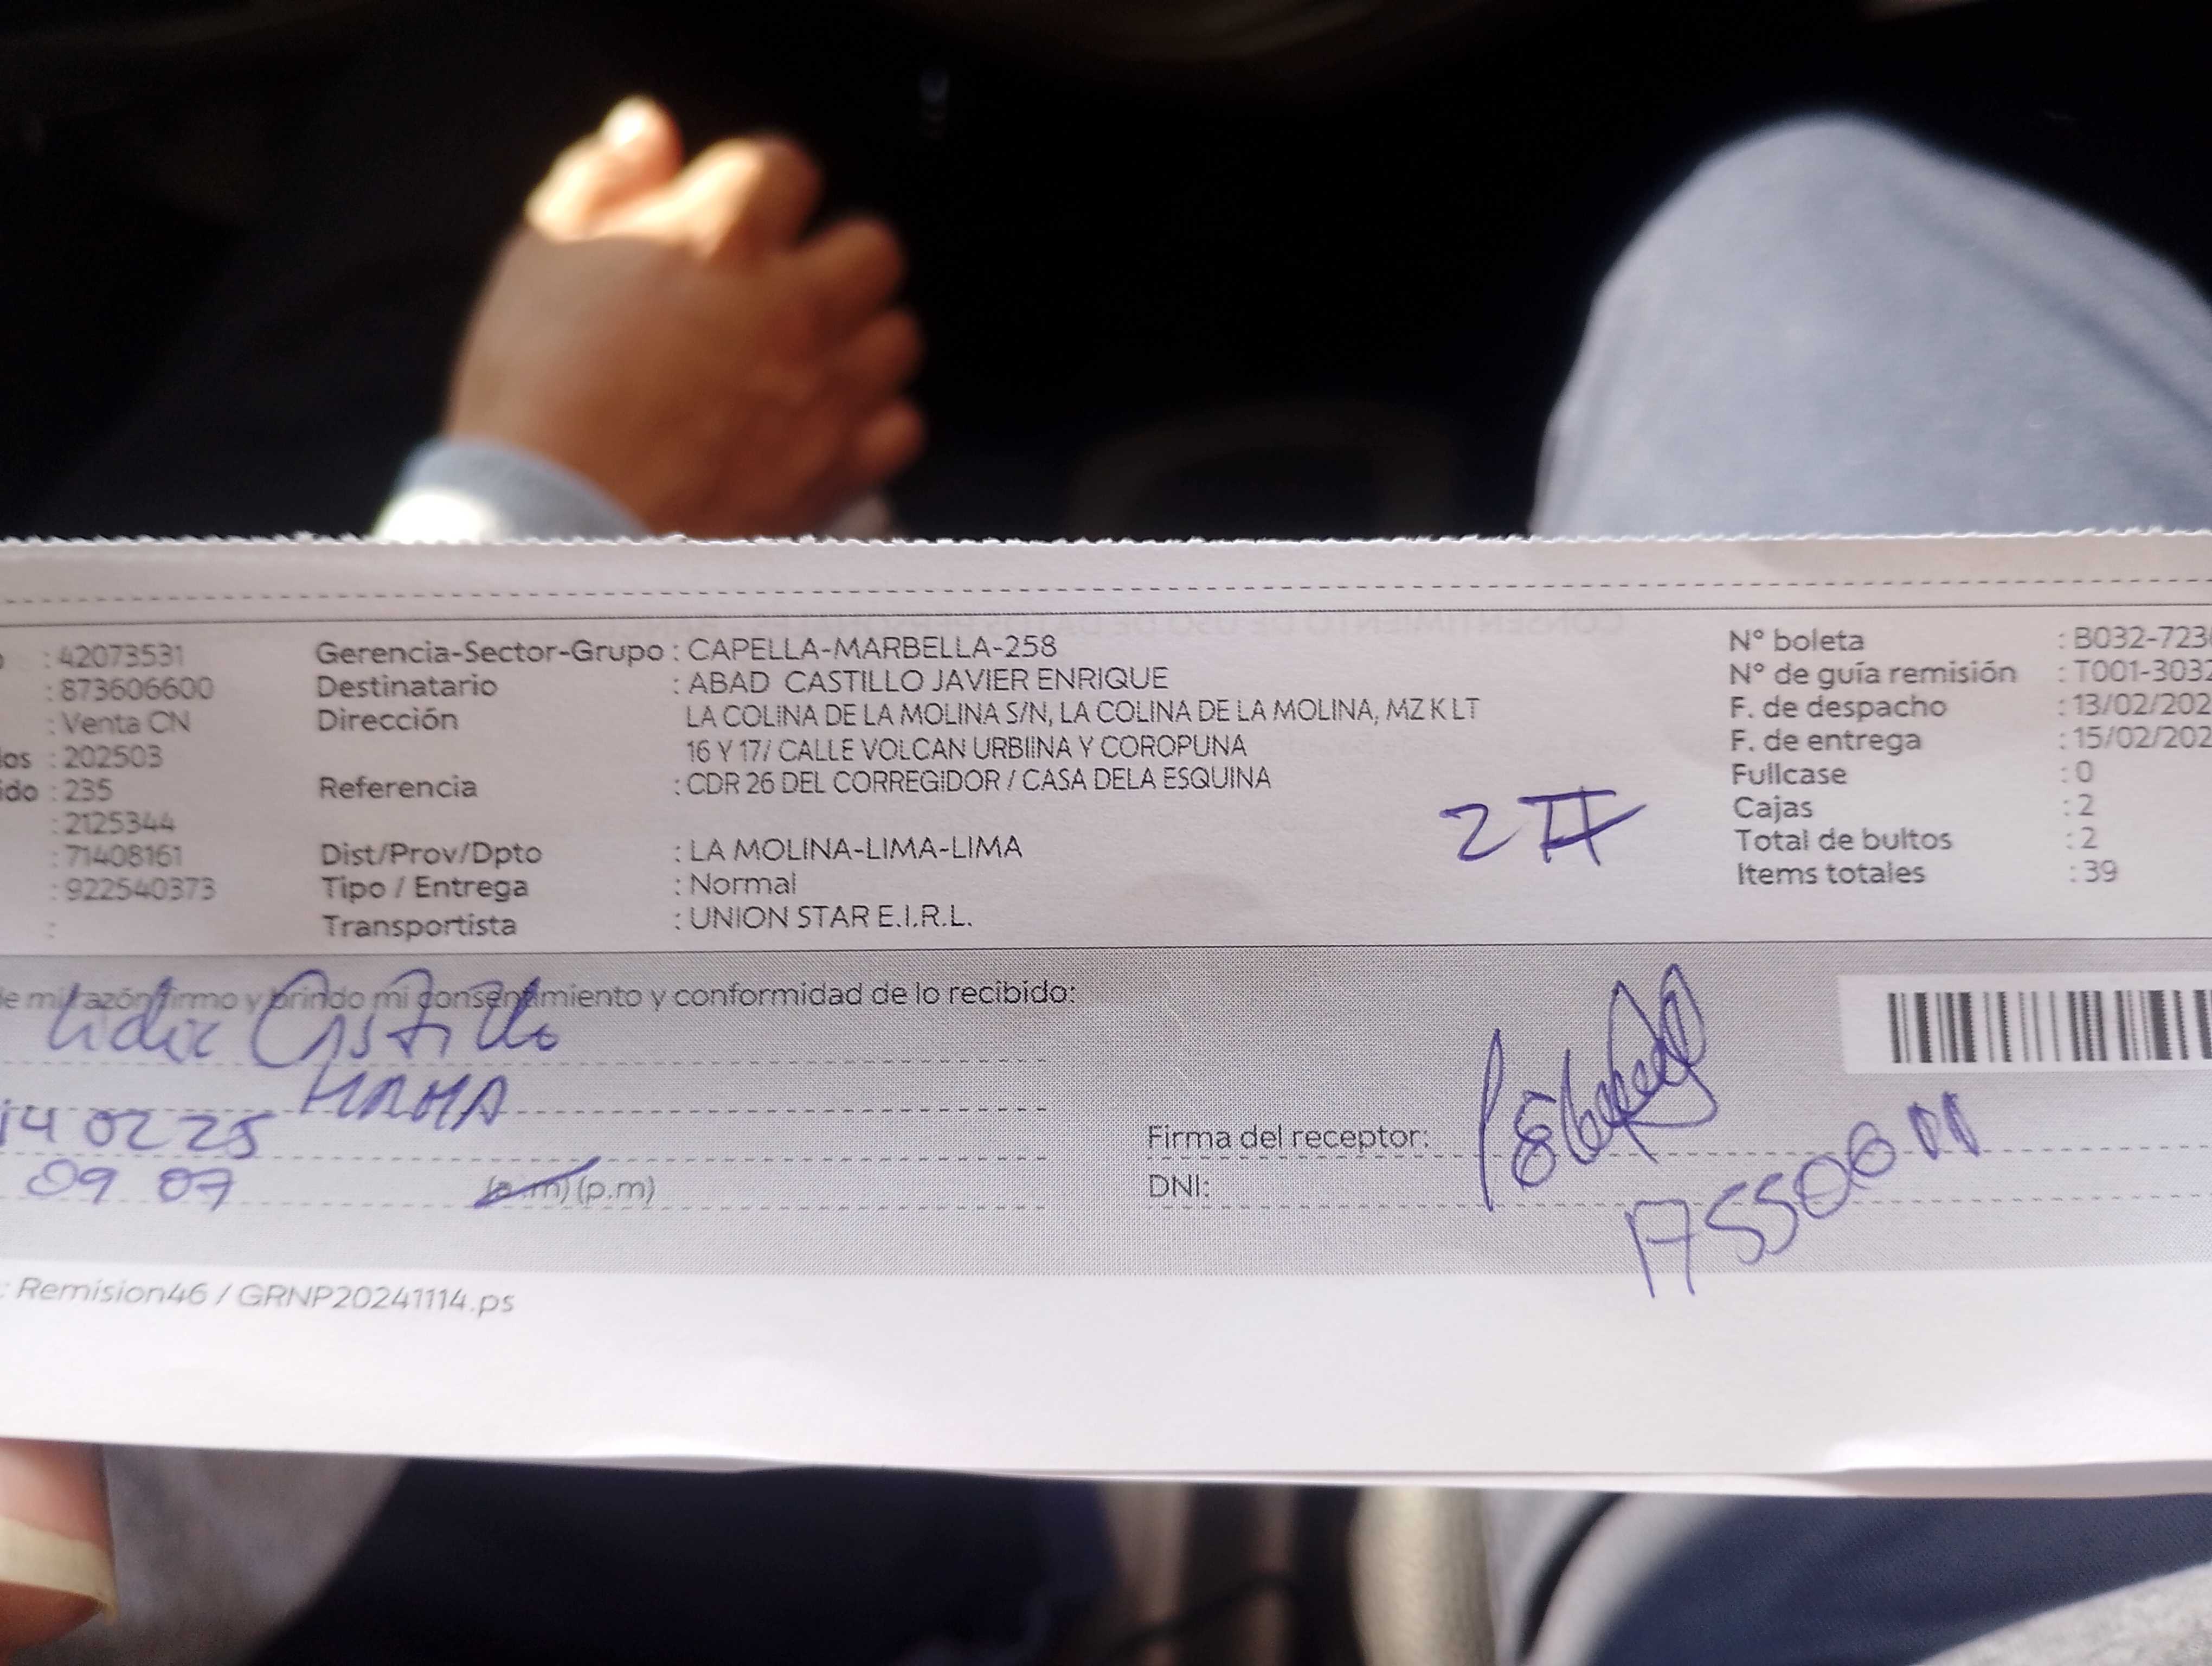 : 42073531 Gerencia-Sector-Grupo : CAPELLA-MARBELLA-258 N° boleta : B032-723
: 873606600 Destinatario : ABAD CASTILLO JAVIER ENRIQUE N° de guía remisión : T001-3032
: Venta CN Dirección LA COLINA DE LA MOLINA S/N, LA COLINA DE LA MOLINA, MZ K LT F. de despacho : 13/02/202
los : 202503 16 Y 17/ CALLE VOLCAN URBIINA Y COROPUNA F. de entrega : 15/02/202
ido : 235 Referencia : CDR 26 DEL CORREGIDOR / CASA DELA ESQUINA Fullcase : 0
: 2125344 2 Cajas : 2
: 71408161 Dist/Prov/Dpto : LA MOLINA-LIMA-LIMA Total de bultos : 2
: 922540373 Tipo / Entrega : Normal Items totales : 39
: Transportista : UNION STAR E.I.R.L.
de mi razón firmo y brindo mi consentimiento y conformidad de lo recibido:
Lidia Castillo
MAMA
14 02 25 Firma del receptor:
09 07 (a.m) (p.m) DNI:
: Remision46 / GRNP20241114.ps